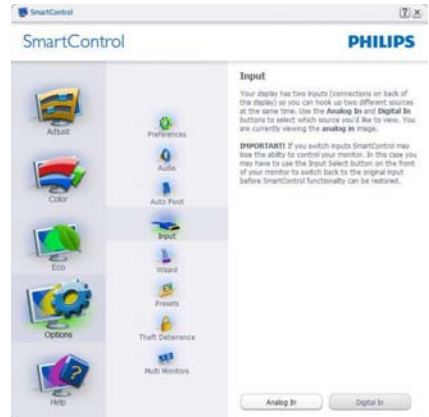 SmartControl
SmartControl
PHILIPS
Adjust
Color
Eco
Options
Help
Preferences
Audio
Auto Pivot
Input
Wizard
Presets
Theft Deterrence
Multi Monitors
Input
Your display has two inputs (connections on back of
the display) so you can hook up two different sources
at the same time. Use the Analog In and Digital In
buttons to select which source you'd like to view. You
are currently viewing the analog in image.
IMPORTANT! If you switch inputs SmartControl may
lose the ability to control your monitor. In this case you
may have to use the Input Select button on the front
of your monitor to switch back to the original input
before SmartControl functionality can be restored.
Analog In
Digital In